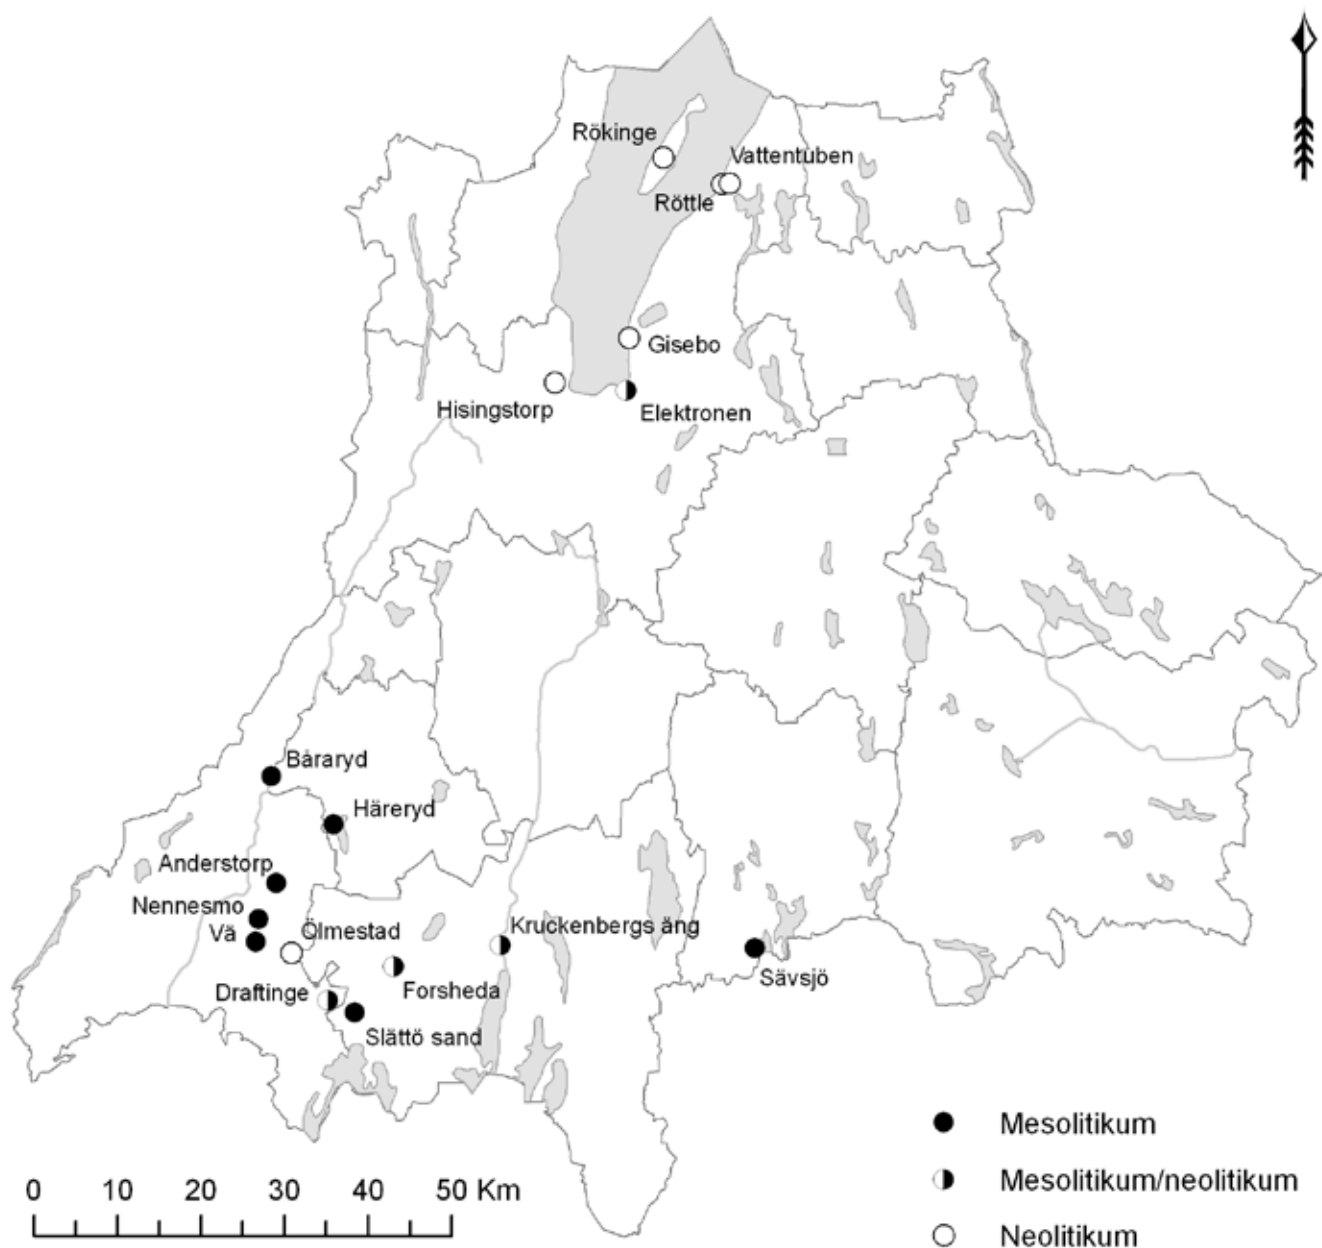 Rökinge
Vattentuben
Röttle
Gisebo
Hisingstorp
Elektronen
Båraryd
Häreryd
Anderstorp
Nennesmo
Vä
Ölmestad
Kruckenbergs äng
Sävsjö
Draftinge
Forsheda
Slättö sand
Mesolitikum
Mesolitikum/neolitikum
Neolitikum
0 10 20 30 40 50 Km